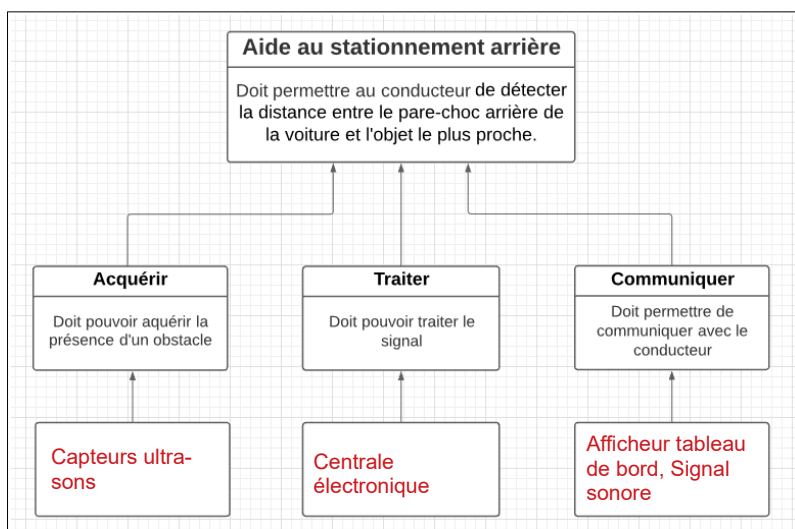 Aide au stationnement arrière
Doit permettre au conducteur de détecter
la distance entre le pare-choc arrière de
la voiture et l'objet le plus proche.
Acquérir
Doit pouvoir aquérir la
présence d'un obstacle
Traiter
Doit pouvoir traiter le
signal
Communiquer
Doit permettre de
communiquer avec le
conducteur
Capteurs ultra-
sons
Centrale
électronique
Afficheur tableau
de bord, Signal
sonore